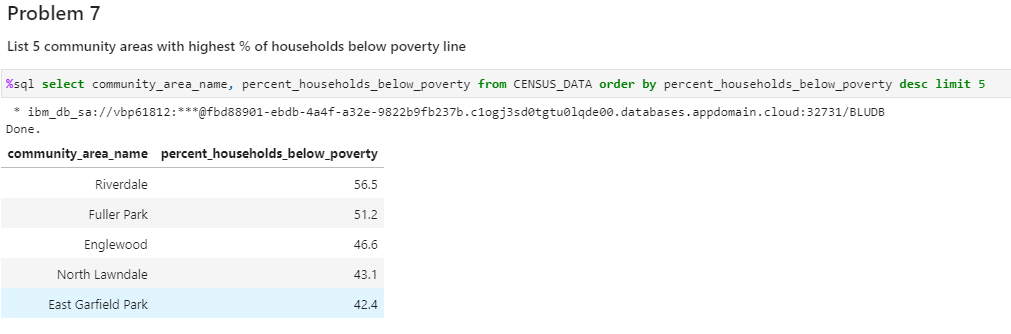 Problem 7
List 5 community areas with highest % of households below poverty line
%sql select community_area_name, percent_households_below_poverty from CENSUS_DATA order by percent_households_below_poverty desc limit 5
* ibm_db_sa://vbp61812:***@fbd88901-ebdb-4a4f-a32e-9822b9fb237b.c1ogj3sd0tgtu0lqde00.databases.appdomain.cloud:32731/BLUDB
Done.
community_area_name percent_households_below_poverty
Riverdale 56.5
Fuller Park 51.2
Englewood 46.6
North Lawndale 43.1
East Garfield Park 42.4